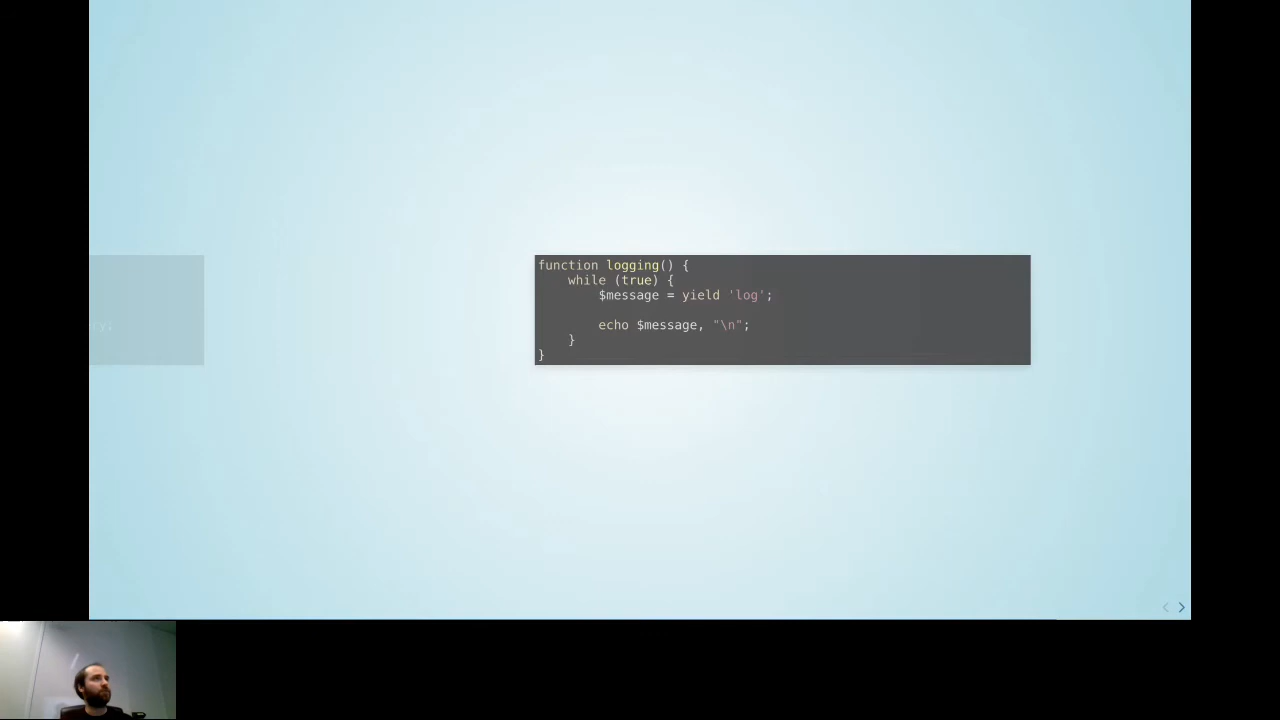 function logging() {
while (true) {
$message = yield 'log';
echo $message, "\n";
}
}